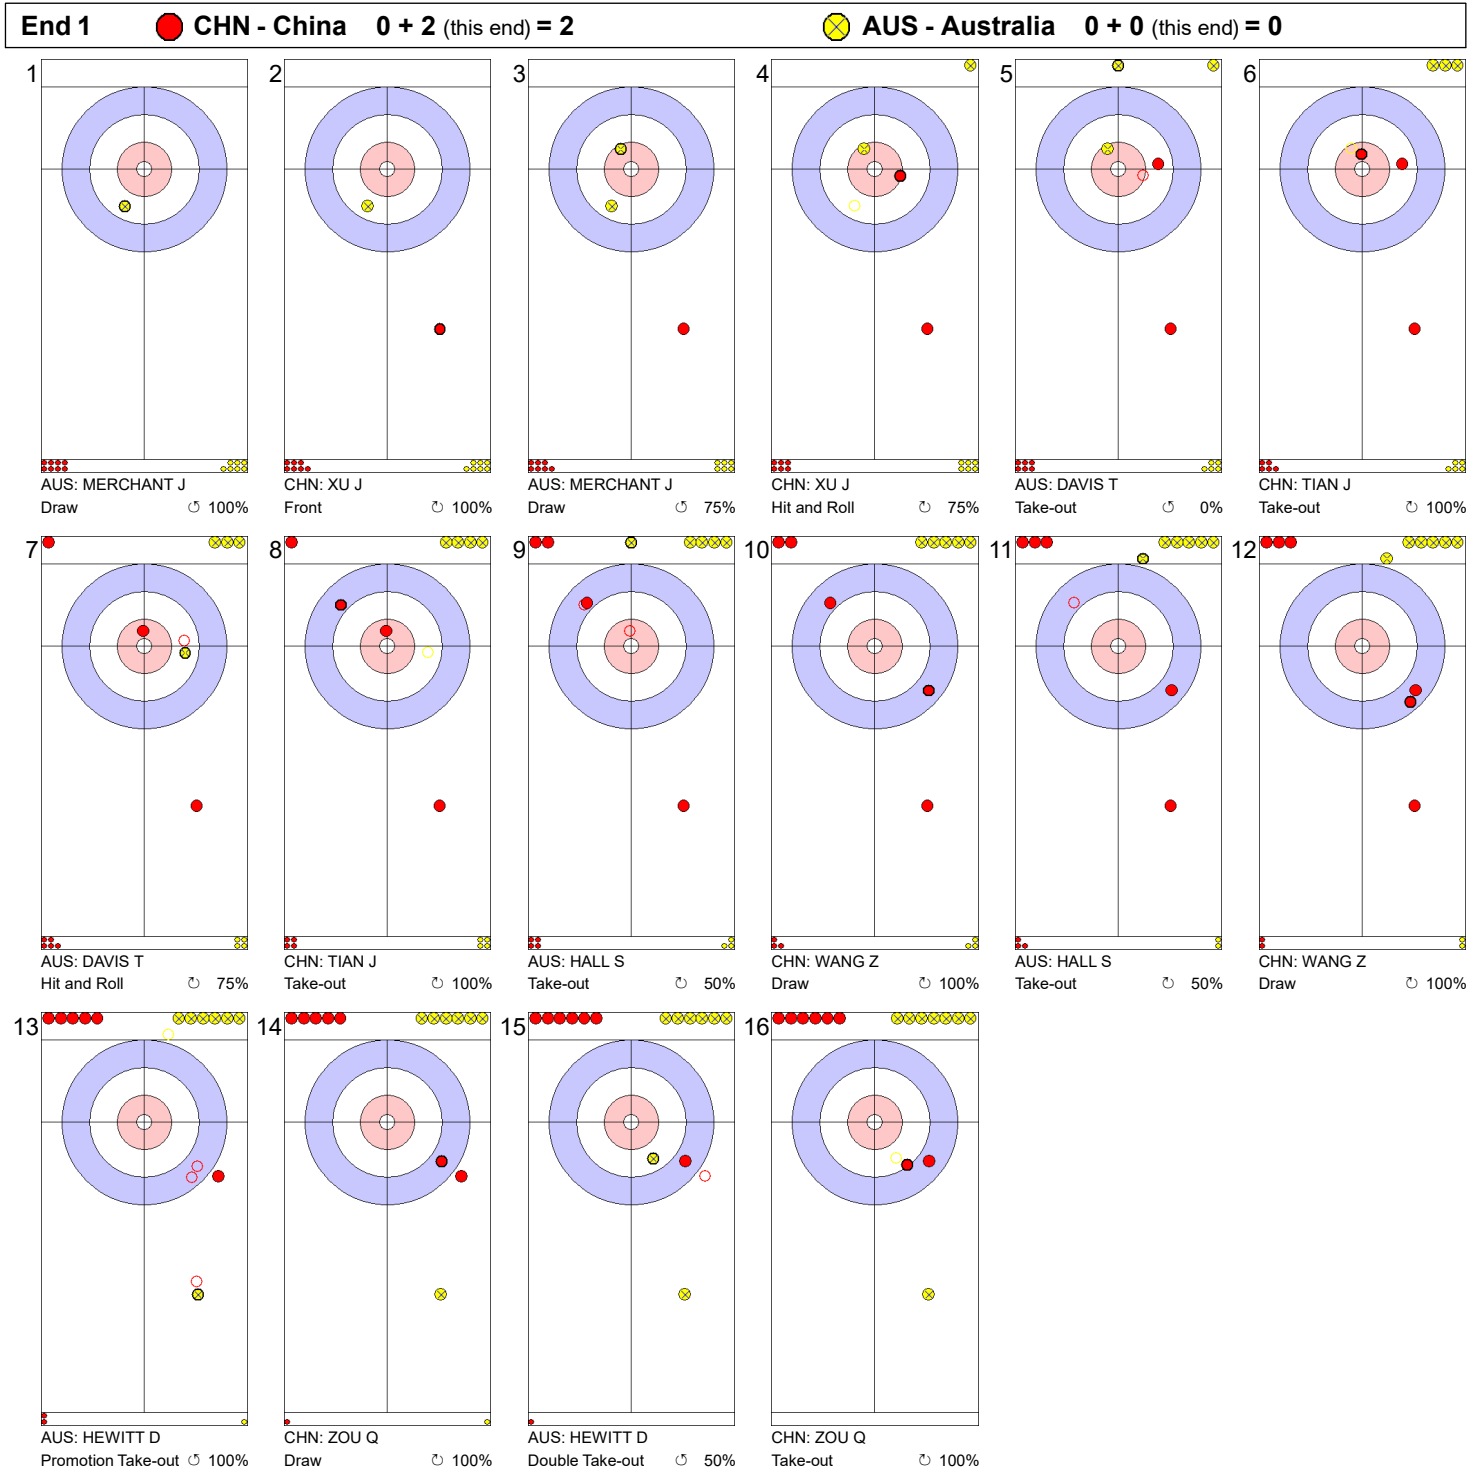 End 1 CHN - China 0 + 2 (this end) = 2 AUS - Australia 0 + 0 (this end) = 0
1 2 3 4 5 6
AUS: MERCHANT J CHN: XU J AUS: MERCHANT J CHN: XU J AUS: DAVIS T CHN: TIAN J
Draw ↺ 100% Front ↻ 100% Draw ↺ 75% Hit and Roll ↻ 75% Take-out ↺ 0% Take-out ↻ 100%
7 8 9 10 11 12
AUS: DAVIS T CHN: TIAN J AUS: HALL S CHN: WANG Z AUS: HALL S CHN: WANG Z
Hit and Roll ↻ 75% Take-out ↻ 100% Take-out ↻ 50% Draw ↻ 100% Take-out ↻ 50% Draw ↻ 100%
13 14 15 16
AUS: HEWITT D CHN: ZOU Q AUS: HEWITT D CHN: ZOU Q
Promotion Take-out ↺ 100% Draw ↻ 100% Double Take-out ↺ 50% Take-out ↻ 100%